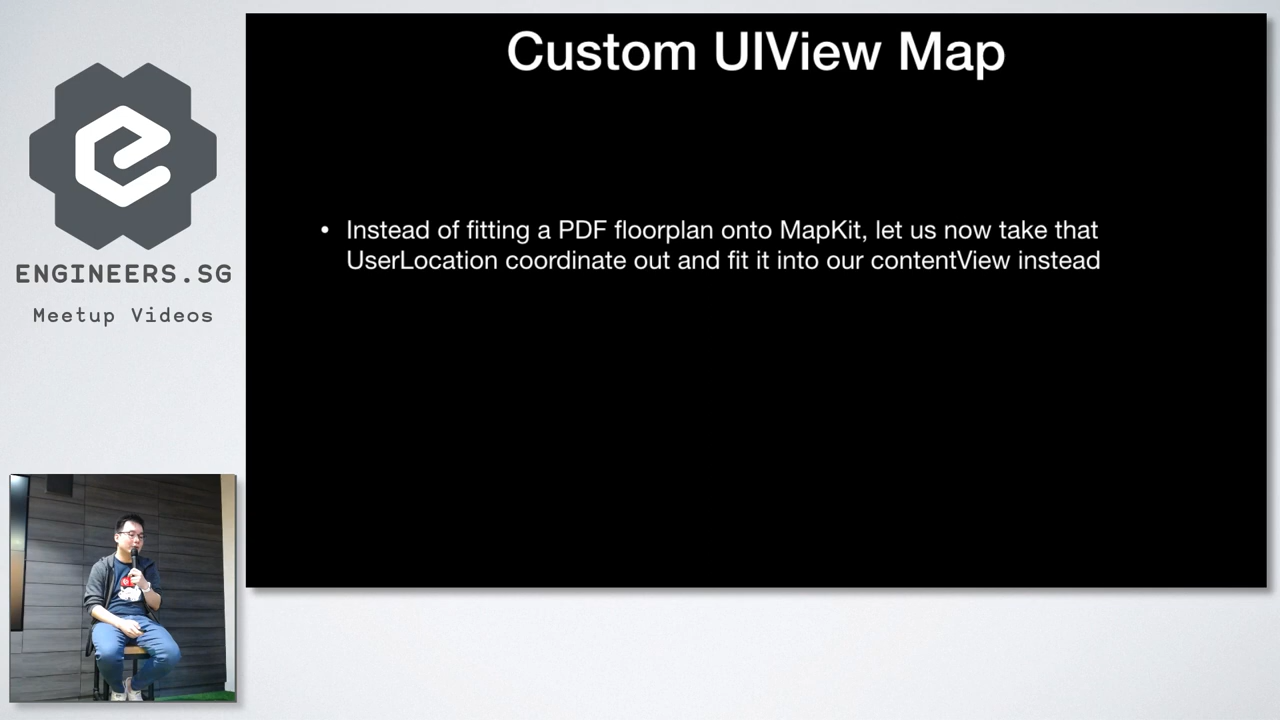 Custom UIView Map
• Instead of fitting a PDF floorplan onto MapKit, let us now take that
UserLocation coordinate out and fit it into our contentView instead
ENGINEERS.SG
Meetup Videos